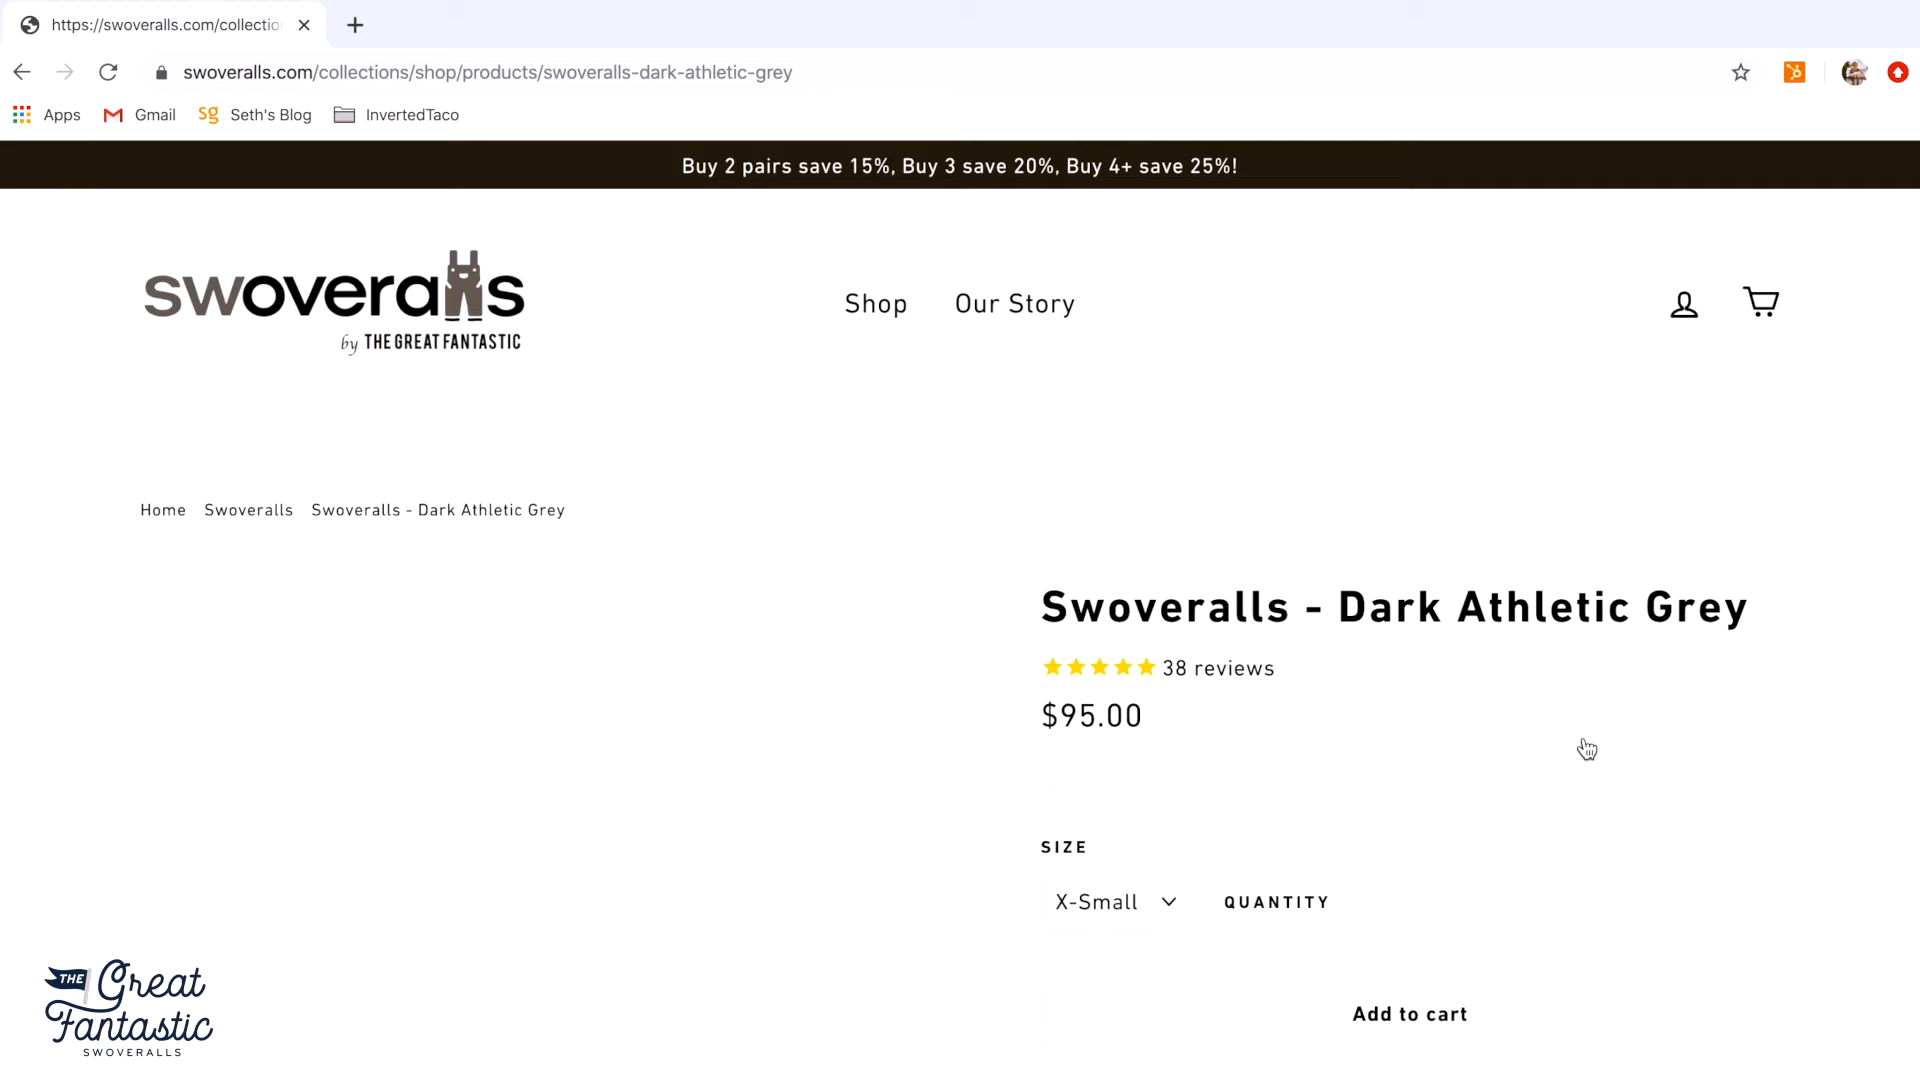 https://swoveralls.com/collectio
swoveralls.com/collections/shop/products/swoveralls-dark-athletic-grey
Apps Gmail sg Seth's Blog InvertedTaco
Buy 2 pairs save 15%, Buy 3 save 20%, Buy 4+ save 25%!
swoveralls
by THE GREAT FANTASTIC
Shop Our Story
Home Swoveralls Swoveralls - Dark Athletic Grey
Swoveralls - Dark Athletic Grey
38 reviews
$95.00
SIZE
X-Small QUANTITY
Add to cart
THE Great
Fantastic
SWOVERALLS